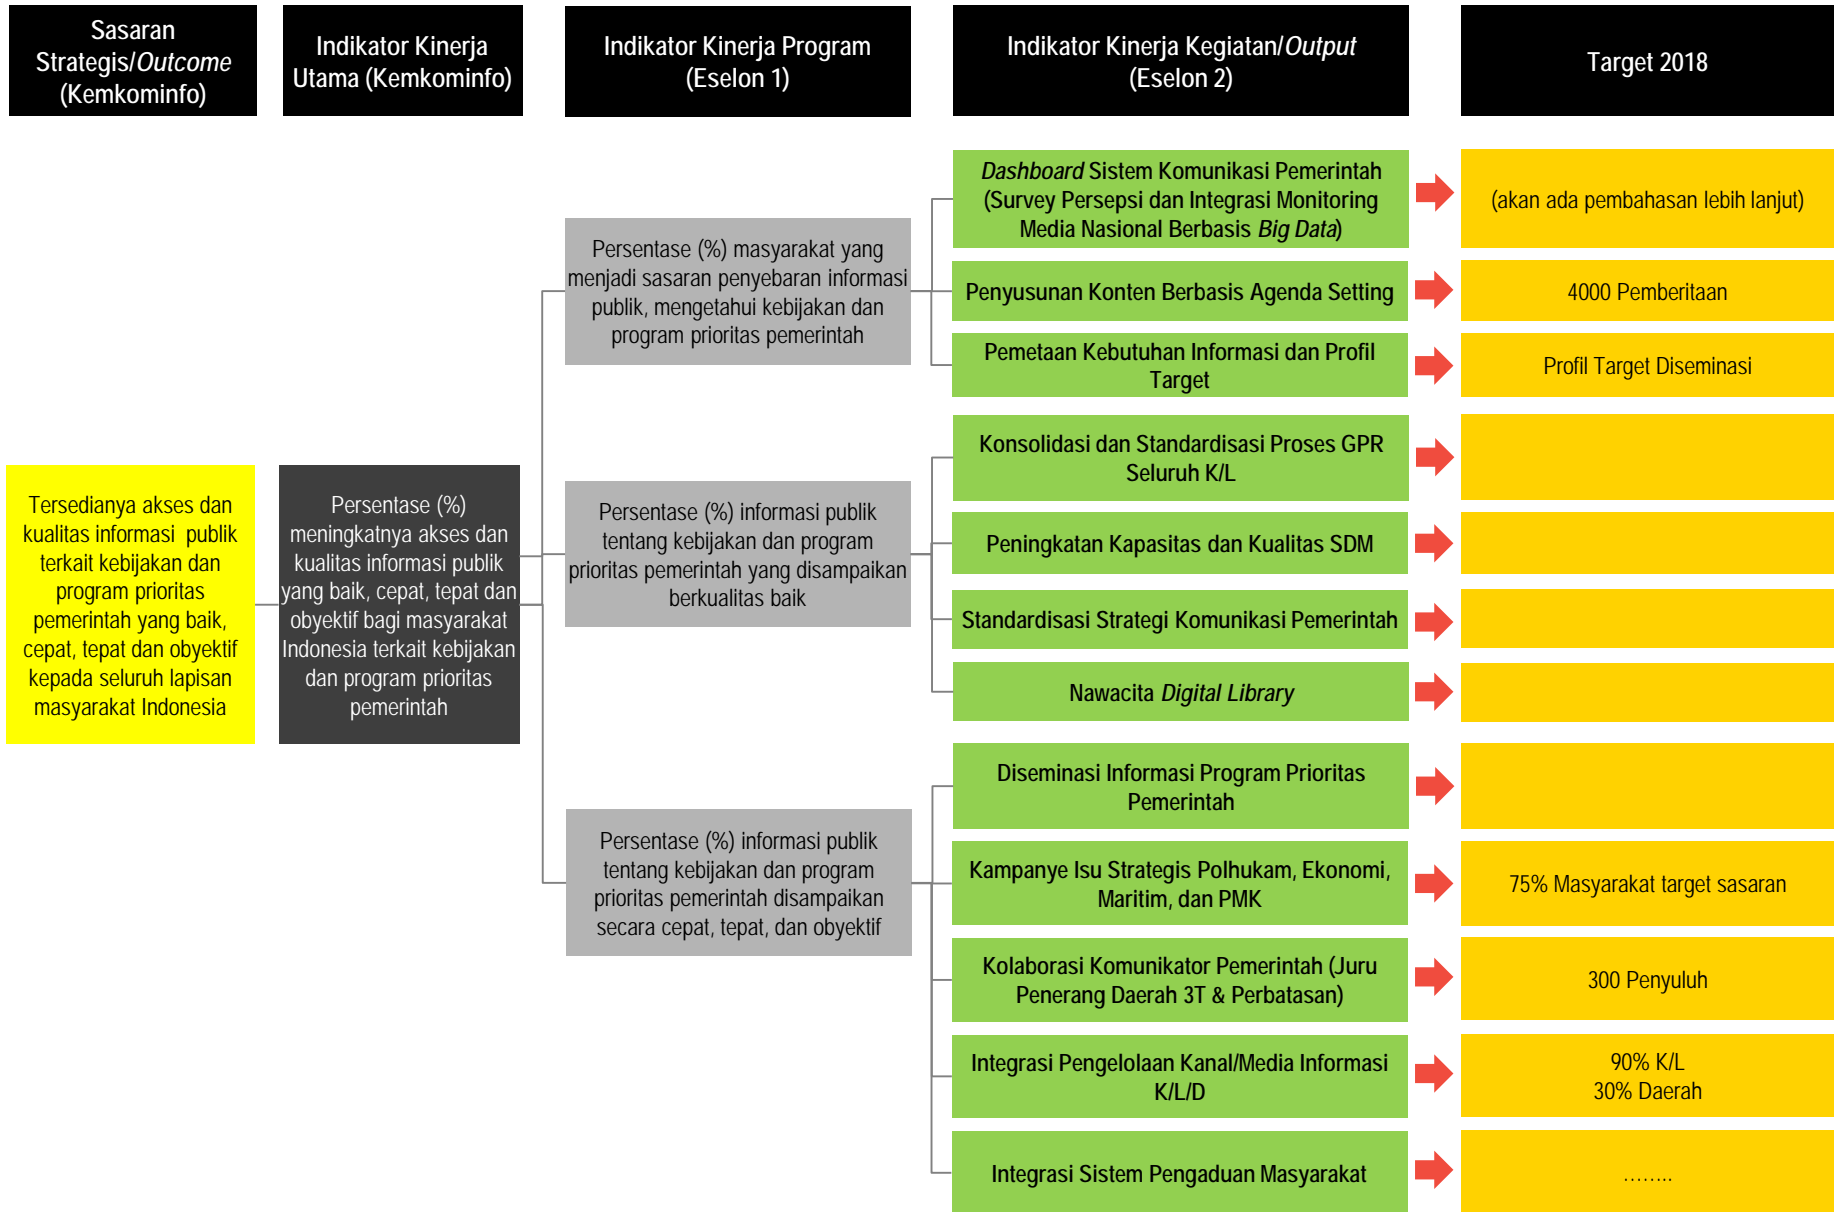 Sasaran
Strategis/Outcome
(Kemkominfo)
Indikator Kinerja
Utama (Kemkominfo)
Indikator Kinerja Program
(Eselon 1)
Indikator Kinerja Kegiatan/Output
(Eselon 2)
Target 2018
Tersedianya akses dan
kualitas informasi  publik
terkait kebijakan dan
program prioritas
pemerintah yang baik,
cepat, tepat dan obyektif
kepada seluruh lapisan
masyarakat Indonesia
Persentase (%)
meningkatnya akses dan
kualitas informasi publik
yang baik, cepat, tepat dan
obyektif bagi masyarakat
Indonesia terkait kebijakan
dan program prioritas
pemerintah
Persentase (%) masyarakat yang
menjadi sasaran penyebaran informasi
publik, mengetahui kebijakan dan
program prioritas pemerintah
Dashboard Sistem Komunikasi Pemerintah
(Survey Persepsi dan Integrasi Monitoring
Media Nasional Berbasis Big Data)
(akan ada pembahasan lebih lanjut)
Penyusunan Konten Berbasis Agenda Setting
4000 Pemberitaan
Pemetaan Kebutuhan Informasi dan Profil
Target
Profil Target Diseminasi
Persentase (%) informasi publik
tentang kebijakan dan program
prioritas pemerintah yang disampaikan
berkualitas baik
Konsolidasi dan Standardisasi Proses GPR
Seluruh K/L
Peningkatan Kapasitas dan Kualitas SDM
Standardisasi Strategi Komunikasi Pemerintah
Nawacita Digital Library
Persentase (%) informasi publik
tentang kebijakan dan program
prioritas pemerintah disampaikan
secara cepat, tepat, dan obyektif
Diseminasi Informasi Program Prioritas
Pemerintah
Kampanye Isu Strategis Polhukam, Ekonomi,
Maritim, dan PMK
75% Masyarakat target sasaran
Kolaborasi Komunikator Pemerintah (Juru
Penerang Daerah 3T & Perbatasan)
300 Penyuluh
Integrasi Pengelolaan Kanal/Media Informasi
K/L/D
90% K/L
30% Daerah
Integrasi Sistem Pengaduan Masyarakat
……..